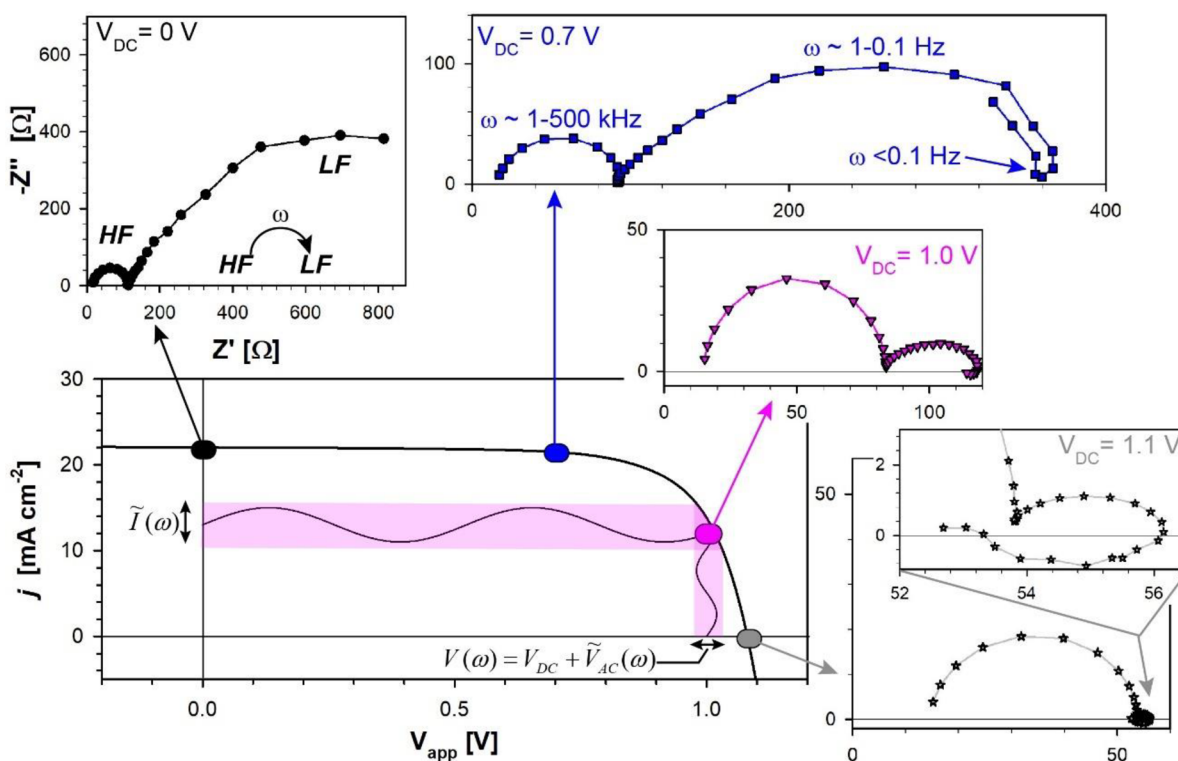 V_DC= 0 V
600
400
200
0
-Z'' [Ω]
HF
LF
ω
HF LF
0 200 400 600 800
Z' [Ω]
V_DC= 0.7 V
100
0
ω ~ 1-500 kHz
ω ~ 1-0.1 Hz
ω <0.1 Hz
0 200 400
V_DC= 1.0 V
50
0
0 50 100
30
20
10
0
j [mA cm⁻²]
Ĩ(ω)
V(ω) = V_DC + Ṽ_AC(ω)
0.0 0.5 1.0
V_app [V]
V_DC= 1.1 V
2
0
52 54 56
50
0
0 50